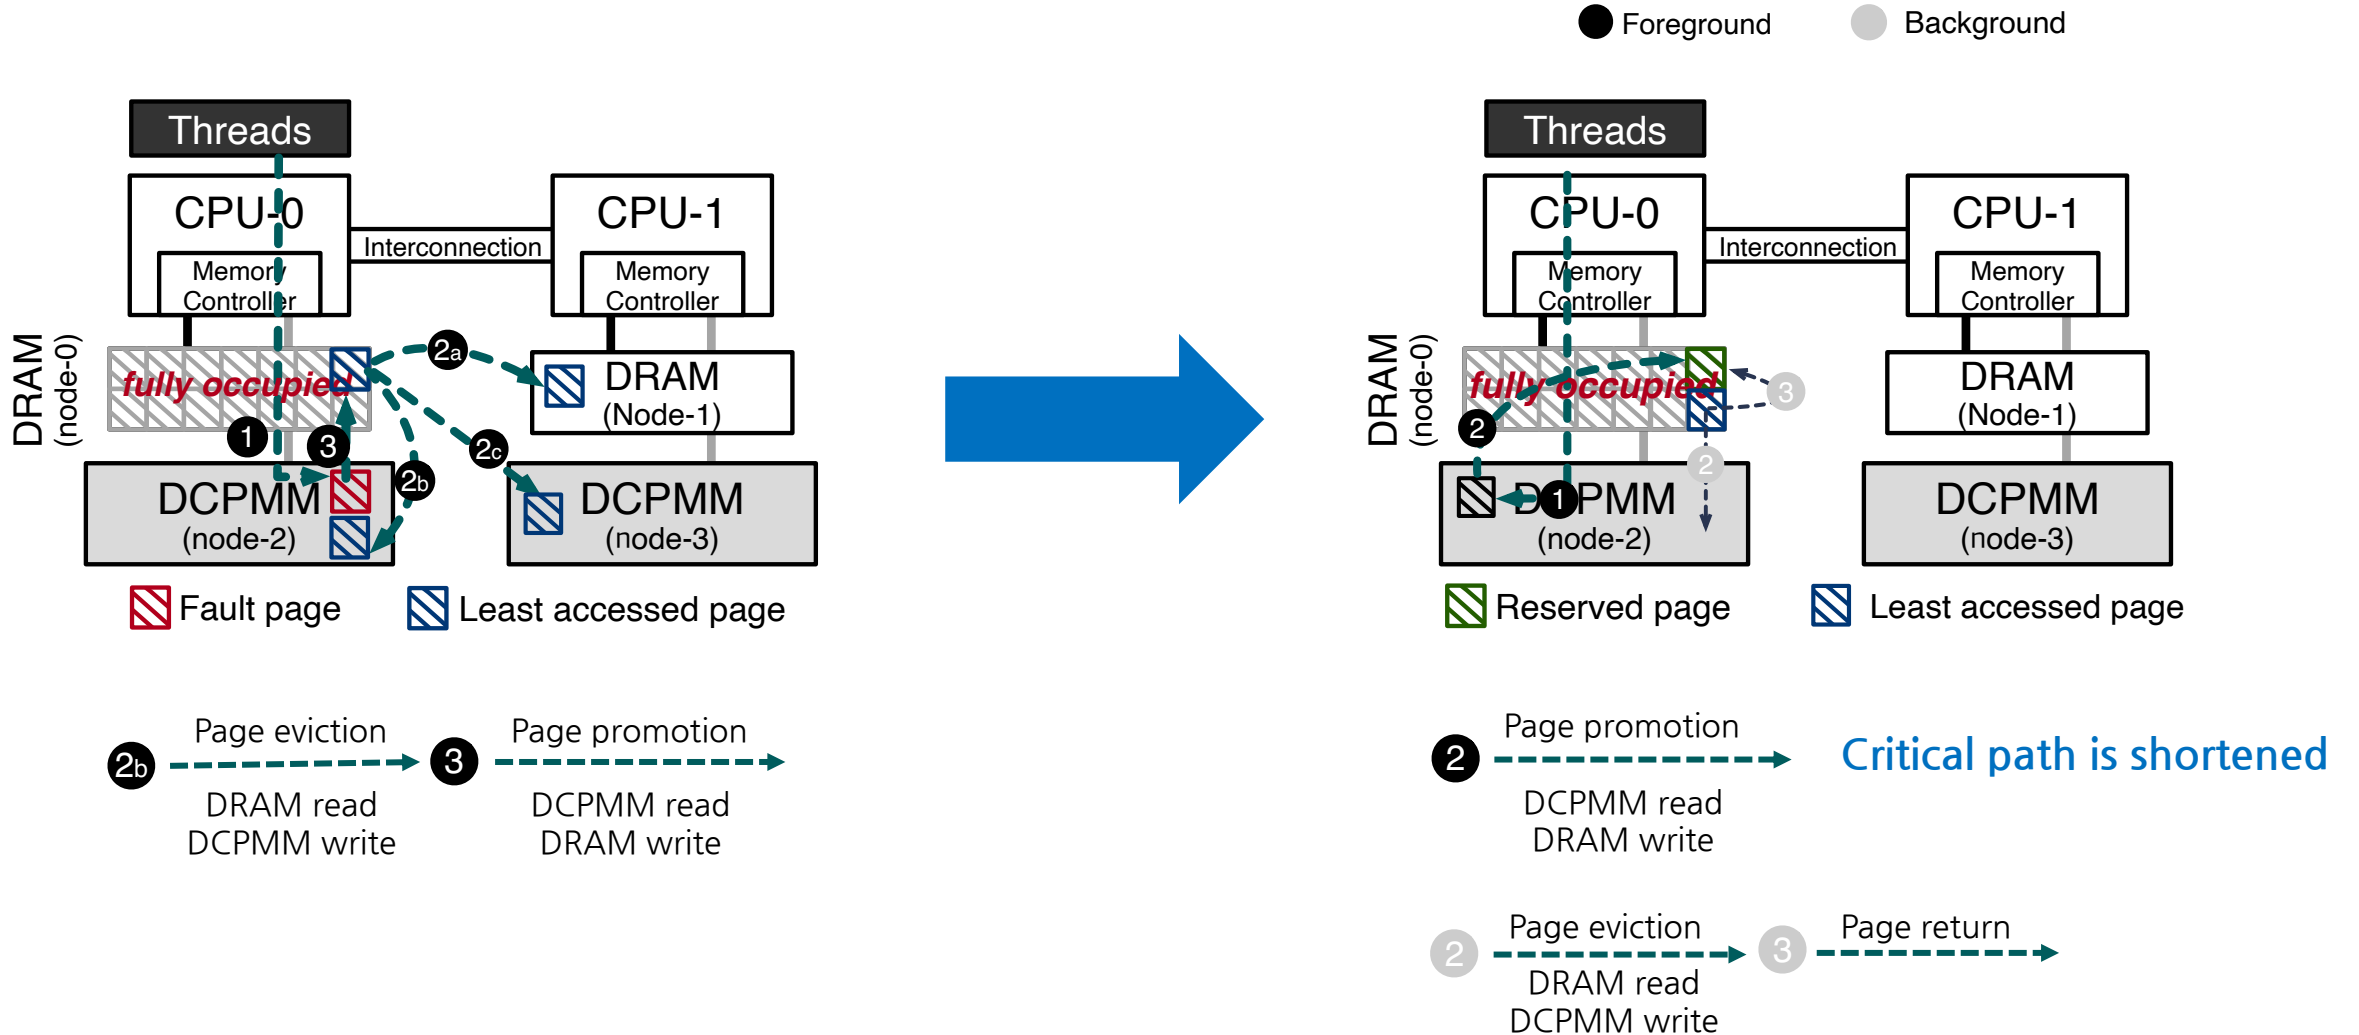 Foreground
Background
Threads
CPU-0
CPU-1
Interconnection
Memory
Controller
Memory
Controller
DRAM
(node-0)
fully occupied
2a
DRAM
(Node-1)
1
3
2b
2c
DCPMM
(node-2)
DCPMM
(node-3)
Fault page
Least accessed page
2b
Page eviction
DRAM read
DCPMM write
3
Page promotion
DCPMM read
DRAM write
Threads
CPU-0
CPU-1
Interconnection
Memory
Controller
Memory
Controller
DRAM
(node-0)
fully occupied
3
DRAM
(Node-1)
2
2
1
DCPMM
(node-2)
DCPMM
(node-3)
Reserved page
Least accessed page
2
Page promotion
DCPMM read
DRAM write
Critical path is shortened
2
Page eviction
DRAM read
DCPMM write
3
Page return